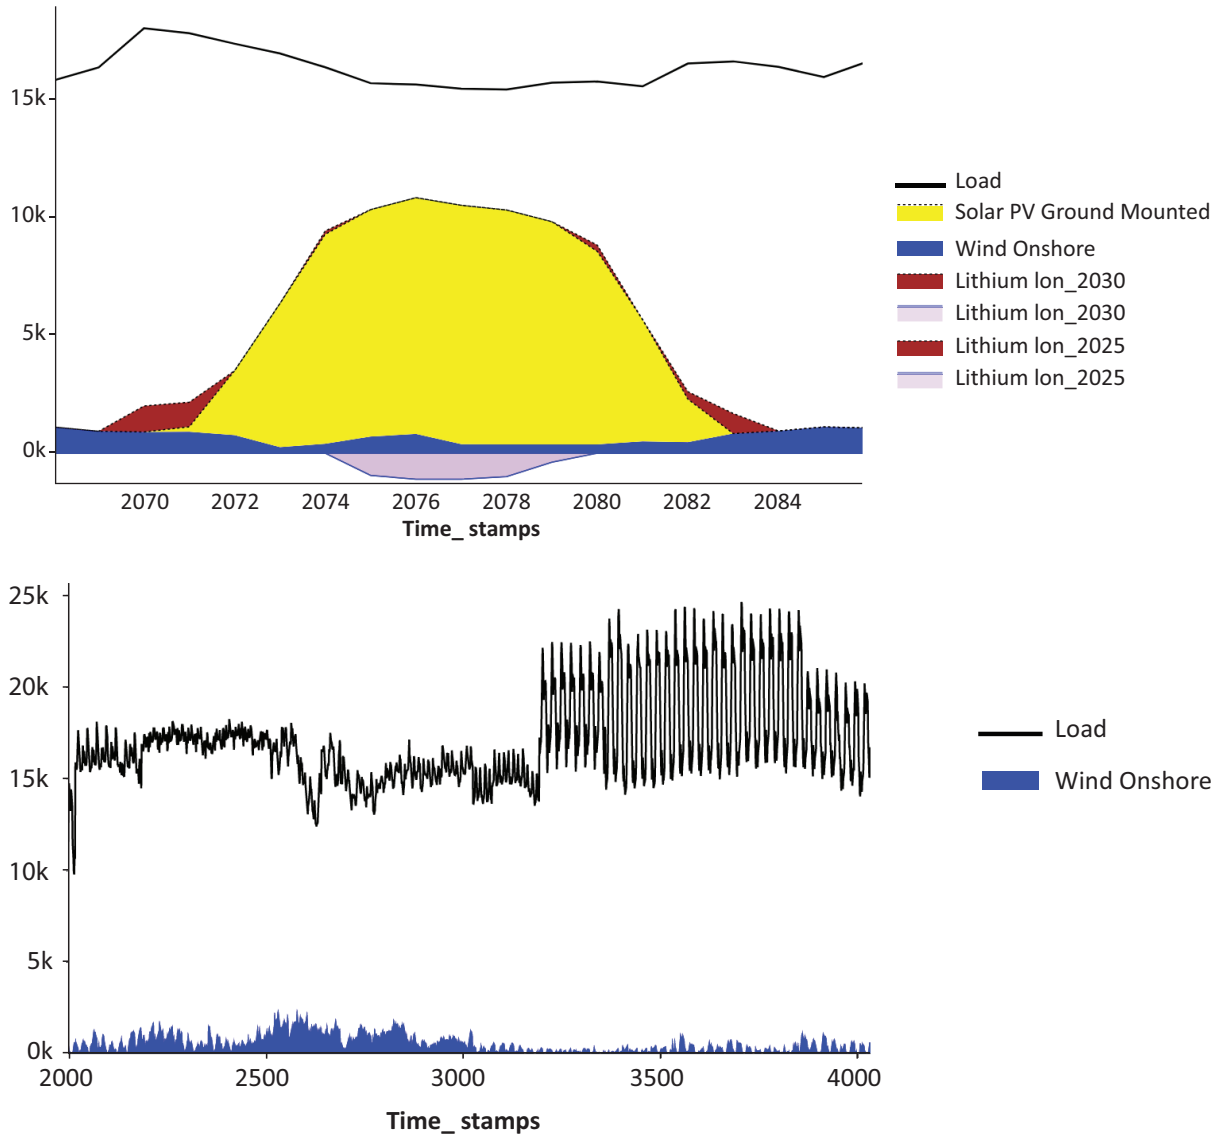 15k
10k
5k
0k
2070 2072 2074 2076 2078 2080 2082 2084
Time_ stamps
Load
Solar PV Ground Mounted
Wind Onshore
Lithium lon_2030
Lithium lon_2030
Lithium lon_2025
Lithium lon_2025
25k
20k
15k
10k
5k
0k
2000 2500 3000 3500 4000
Time_ stamps
Load
Wind Onshore